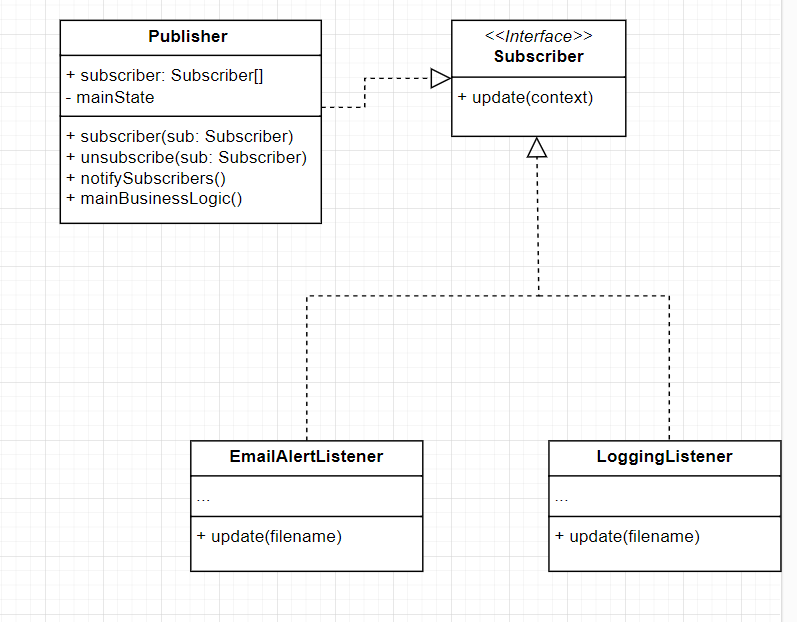 Publisher
+ subscriber: Subscriber[]
- mainState
+ subscriber(sub: Subscriber)
+ unsubscribe(sub: Subscriber)
+ notifySubscribers()
+ mainBusinessLogic()
<<Interface>>
Subscriber
+ update(context)
EmailAlertListener
...
+ update(filename)
LoggingListener
...
+ update(filename)